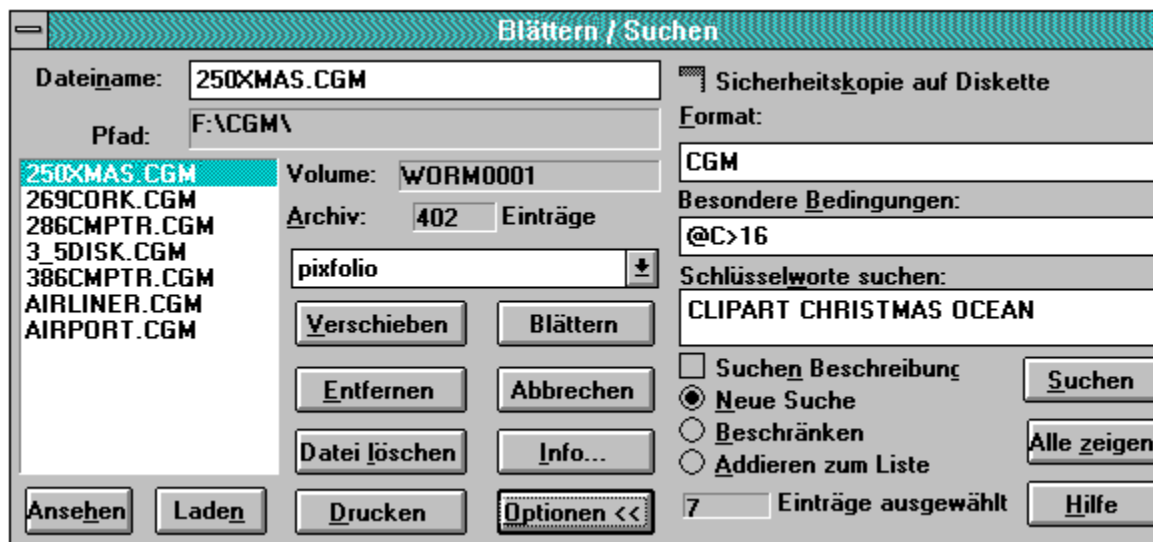 Blättern / Suchen
Dateiname:
250XMAS.CGM
Pfad:
F:\CGM\
250XMAS.CGM
269CORK.CGM
286CMPTR.CGM
3_5DISK.CGM
386CMPTR.CGM
AIRLINER.CGM
AIRPORT.CGM
Volume:
WORM0001
Archiv:
402
Einträge
pixfolio
Verschieben
Blättern
Entfernen
Abbrechen
Datei löschen
Info...
Ansehen
Laden
Drucken
Optionen <<
Sicherheitskopie auf Diskette
Format:
CGM
Besondere Bedingungen:
@C>16
Schlüsselworte suchen:
CLIPART CHRISTMAS OCEAN
Suchen Beschreibung
Neue Suche
Beschränken
Addieren zum Liste
Suchen
Alle zeigen
7
Einträge ausgewählt
Hilfe